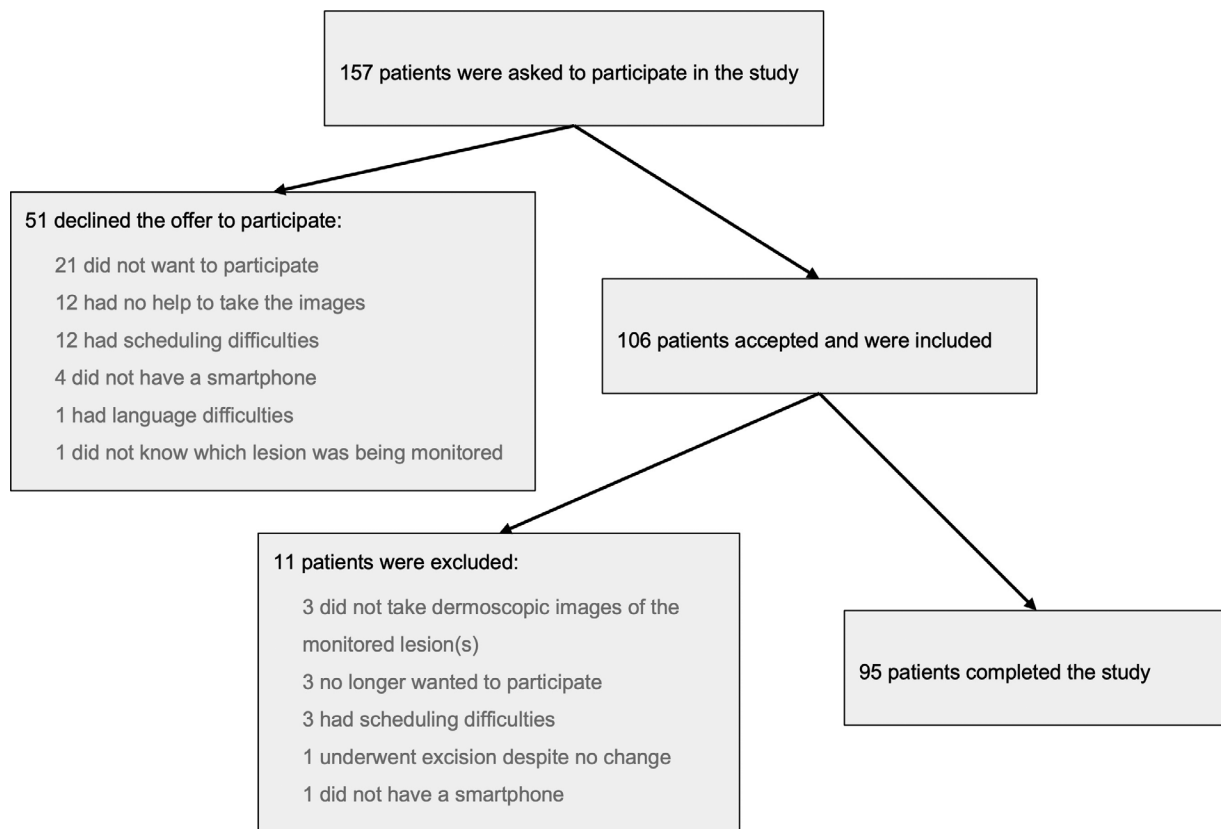 157 patients were asked to participate in the study
51 declined the offer to participate:
21 did not want to participate
12 had no help to take the images
12 had scheduling difficulties
4 did not have a smartphone
1 had language difficulties
1 did not know which lesion was being monitored
106 patients accepted and were included
11 patients were excluded:
3 did not take dermoscopic images of the
monitored lesion(s)
3 no longer wanted to participate
3 had scheduling difficulties
1 underwent excision despite no change
1 did not have a smartphone
95 patients completed the study